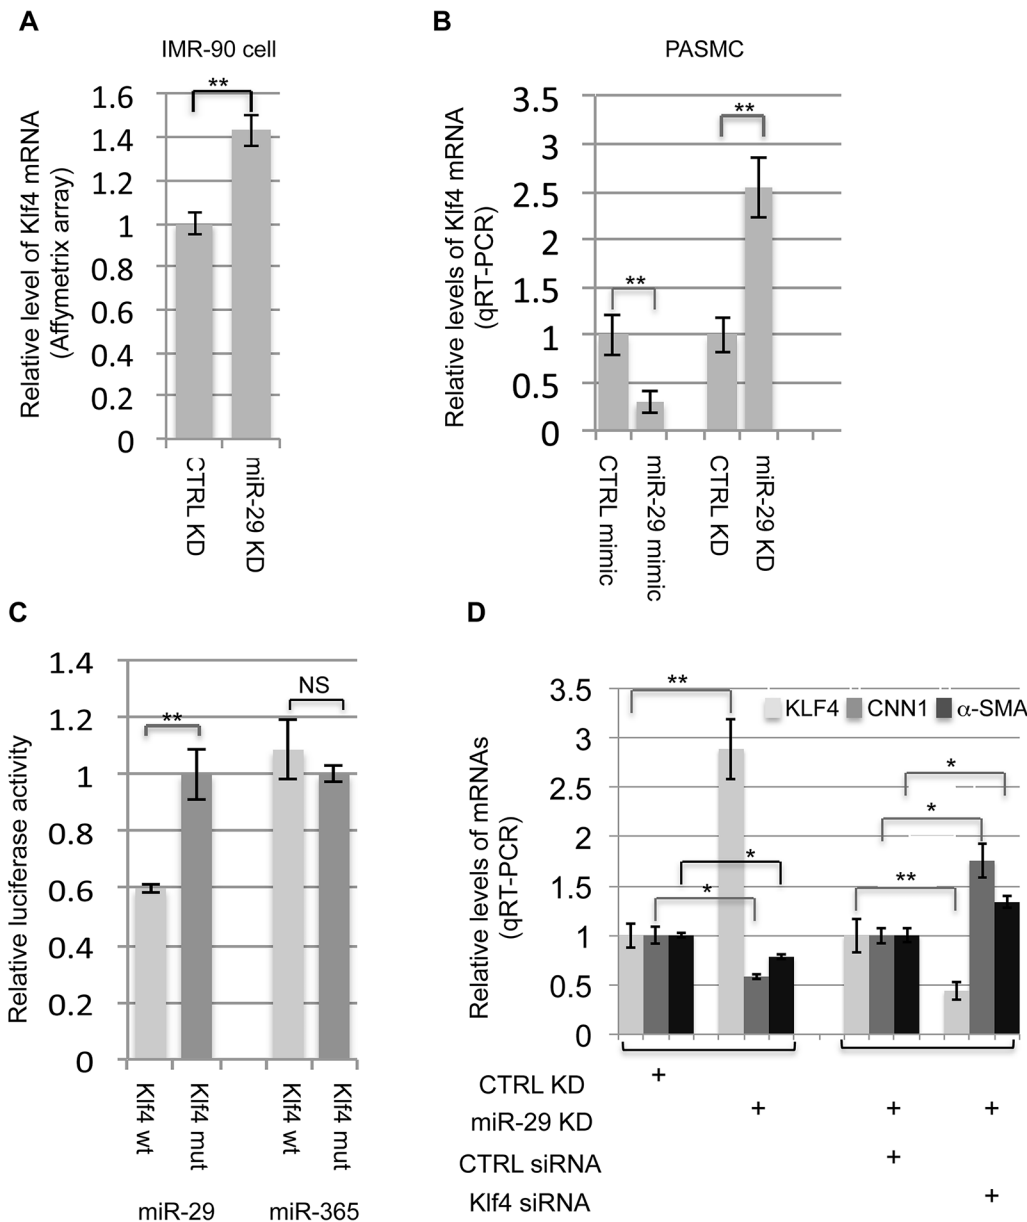 A
IMR-90 cell
Relative level of Klf4 mRNA
(Affymetrix array)
1.6
1.4
1.2
1
0.8
0.6
0.4
0.2
0
**
CTRL KD
miR-29 KD
B
PASMC
Relative levels of Klf4 mRNA
(qRT-PCR)
3.5
3
2.5
2
1.5
1
0.5
0
**
**
CTRL mimic
miR-29 mimic
CTRL KD
miR-29 KD
C
Relative luciferase activity
1.4
1.2
1
0.8
0.6
0.4
0.2
0
**
NS
Klf4 wt
Klf4 mut
Klf4 wt
Klf4 mut
miR-29
miR-365
D
Relative levels of mRNAs
(qRT-PCR)
3.5
3
2.5
2
1.5
1
0.5
0
KLF4 CNN1 α-SMA
**
*
*
*
*
**
CTRL KD +
miR-29 KD + + +
CTRL siRNA +
Klf4 siRNA +